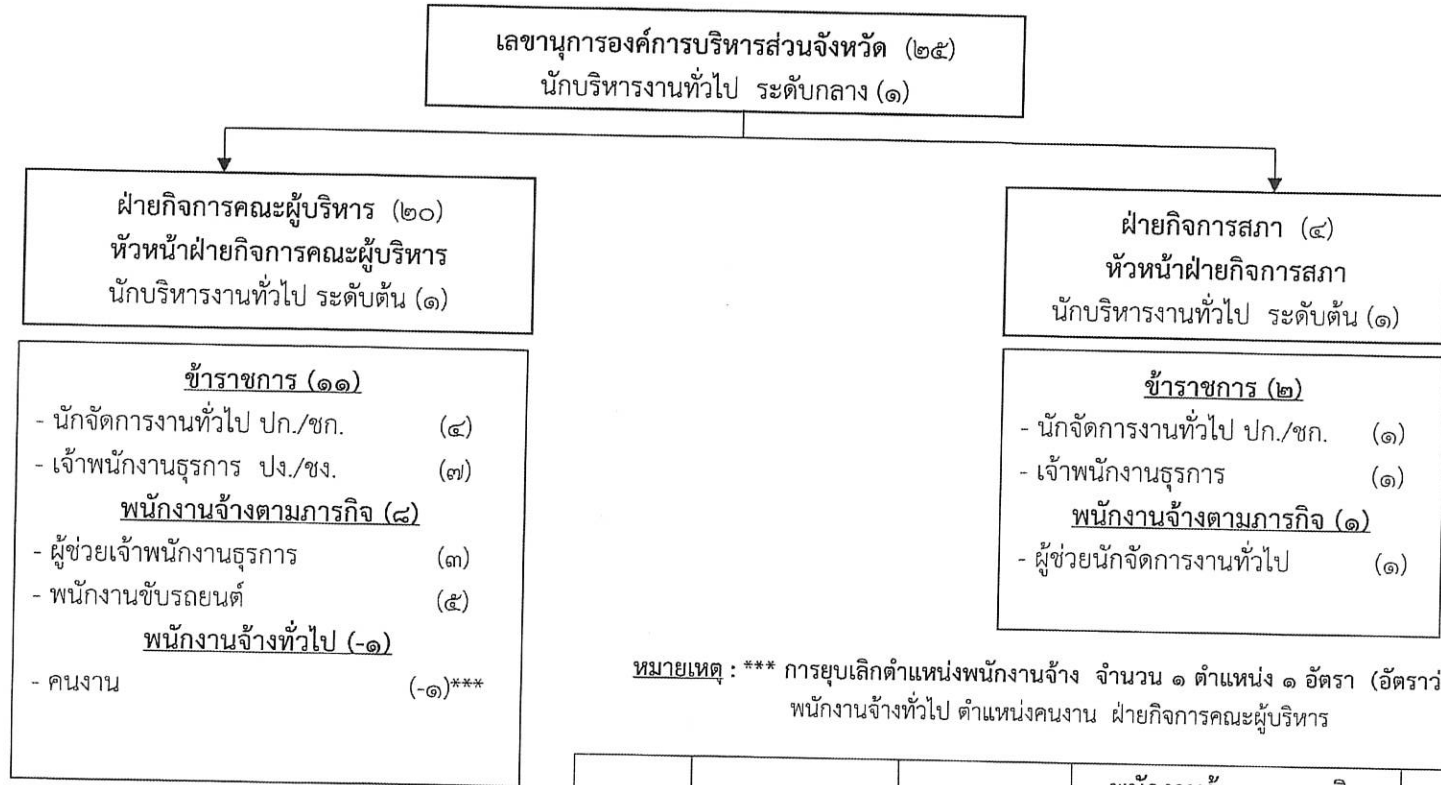 เลขานุการองค์การบริหารส่วนจังหวัด (๒๕)
นักบริหารงานทั่วไป ระดับกลาง (๑)
ฝ่ายกิจการคณะผู้บริหาร (๒๐)
หัวหน้าฝ่ายกิจการคณะผู้บริหาร
นักบริหารงานทั่วไป ระดับต้น (๑)
ข้าราชการ (๑๑)
- นักจัดการงานทั่วไป ปก./ชก. (๔)
- เจ้าพนักงานธุรการ ปง./ชง. (๗)
พนักงานจ้างตามภารกิจ (๘)
- ผู้ช่วยเจ้าพนักงานธุรการ (๓)
- พนักงานขับรถยนต์ (๕)
พนักงานจ้างทั่วไป (-๑)
- คนงาน (-๑)***
ฝ่ายกิจการสภา (๔)
หัวหน้าฝ่ายกิจการสภา
นักบริหารงานทั่วไป ระดับต้น (๑)
ข้าราชการ (๒)
- นักจัดการงานทั่วไป ปก./ชก. (๑)
- เจ้าพนักงานธุรการ (๑)
พนักงานจ้างตามภารกิจ (๑)
- ผู้ช่วยนักจัดการงานทั่วไป (๑)
หมายเหตุ : *** การยุบเลิกตำแหน่งพนักงานจ้าง จำนวน ๑ ตำแหน่ง ๑ อัตรา
พนักงานจ้างทั่วไป ตำแหน่งคนงาน ฝ่ายกิจการคณะผู้บริหาร